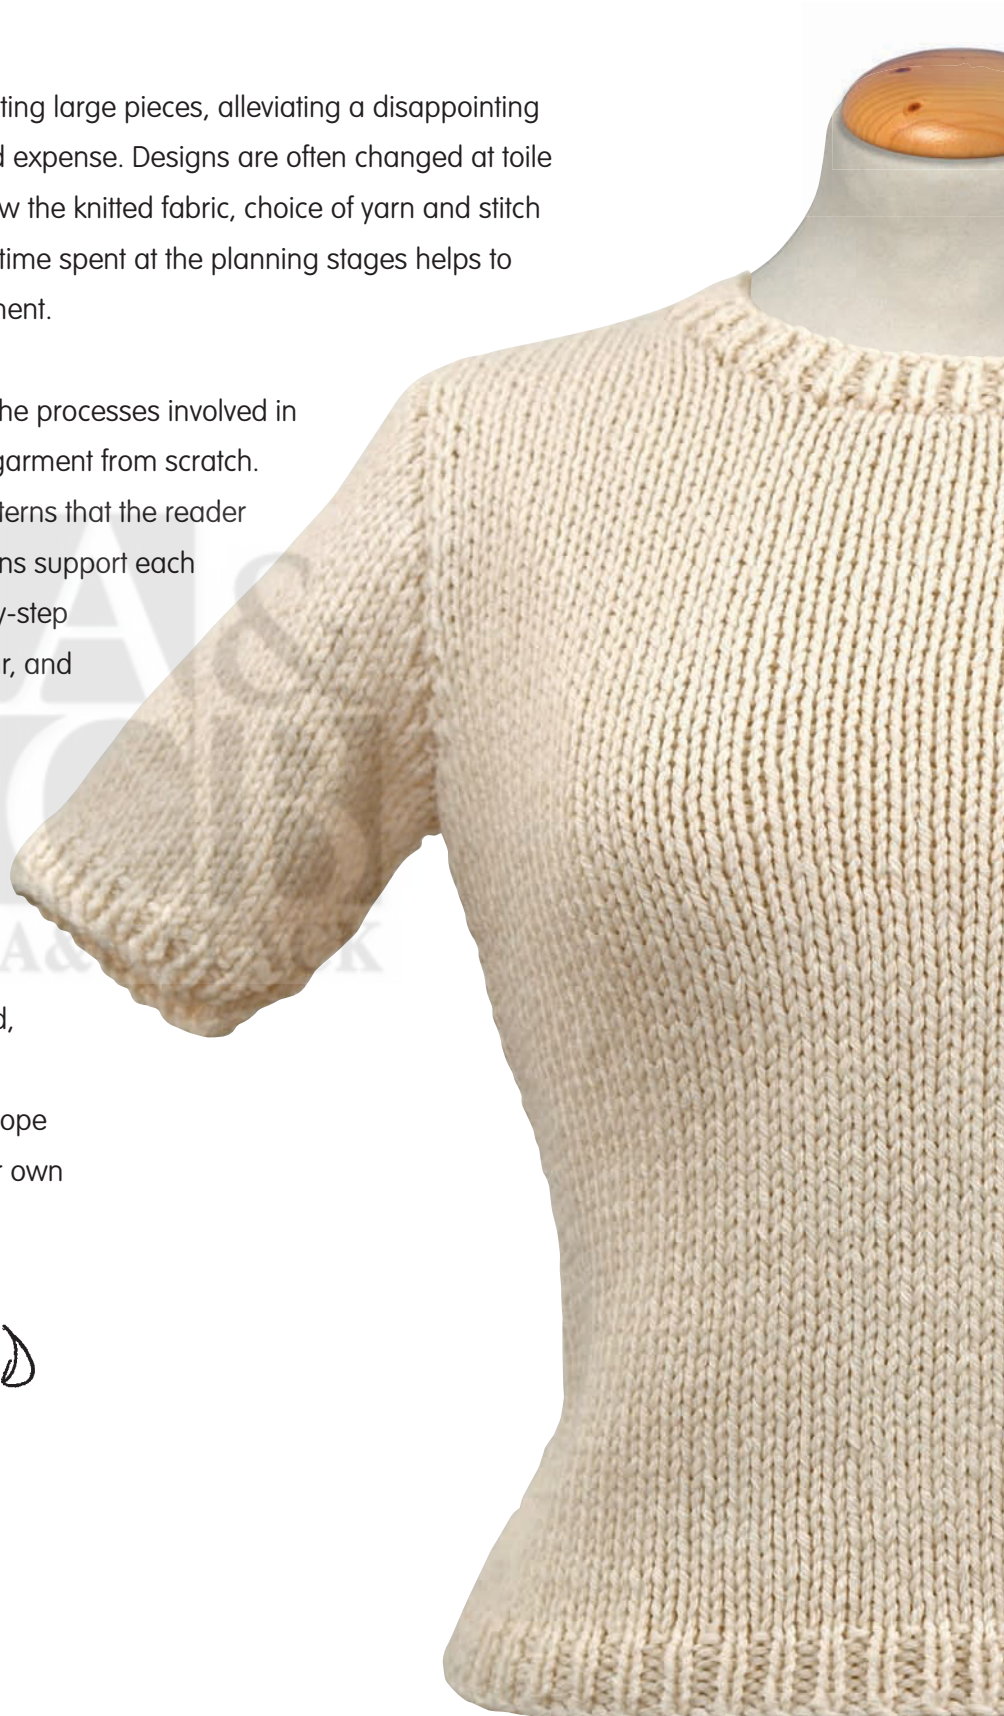 ting large pieces, alleviating a disappointing
d expense. Designs are often changed at toile
w the knitted fabric, choice of yarn and stitch
time spent at the planning stages helps to
nent.
he processes involved in
garment from scratch.
terns that the reader
ns support each
y-step
r, and
A&
A&
CK
d,
ope
r own